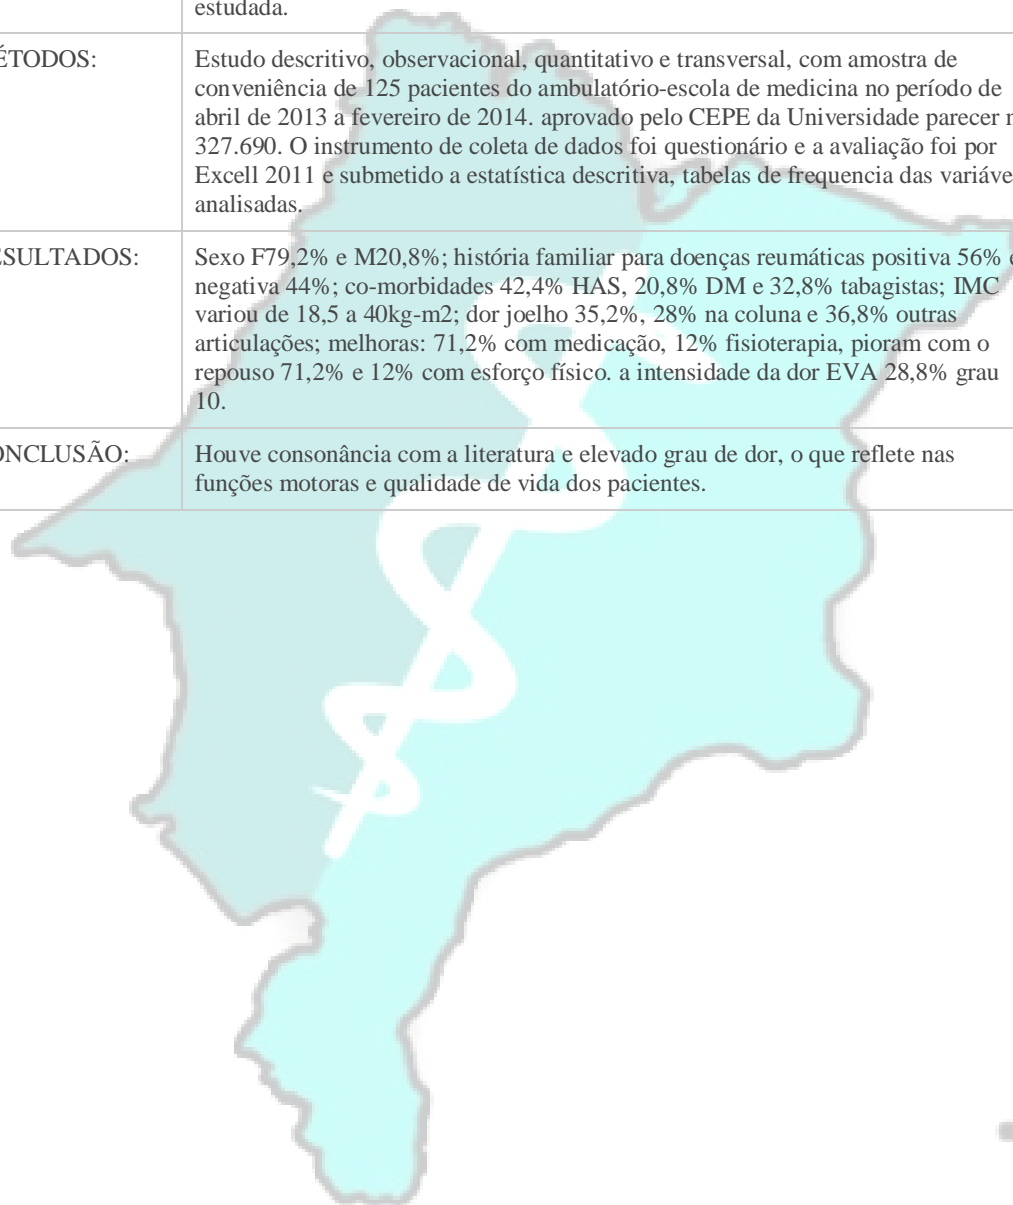 estudada.
ÉTODOS:
Estudo descritivo, observacional, quantitativo e transversal, com amostra de
conveniência de 125 pacientes do ambulatório-escola de medicina no período de
abril de 2013 a fevereiro de 2014. aprovado pelo CEPE da Universidade parecer n
327.690. O instrumento de coleta de dados foi questionário e a avaliação foi por
Excell 2011 e submetido a estatística descritiva, tabelas de frequencia das variáve
analisadas.
ESULTADOS:
Sexo F79,2% e M20,8%; história familiar para doenças reumáticas positiva 56% e
negativa 44%; co-morbidades 42,4% HAS, 20,8% DM e 32,8% tabagistas; IMC
variou de 18,5 a 40kg-m2; dor joelho 35,2%, 28% na coluna e 36,8% outras
articulações; melhoras: 71,2% com medicação, 12% fisioterapia, pioram com o
repouso 71,2% e 12% com esforço físico. a intensidade da dor EVA 28,8% grau
10.
ONCLUSÃO:
Houve consonância com a literatura e elevado grau de dor, o que reflete nas
funções motoras e qualidade de vida dos pacientes.